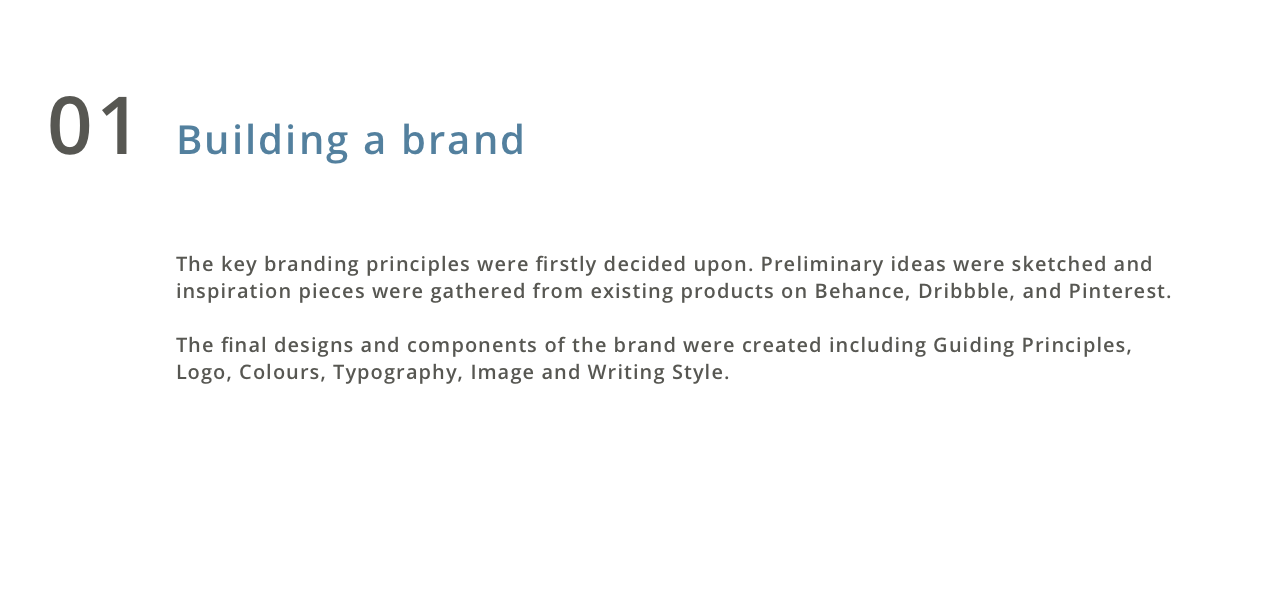 01 Building a brand
The key branding principles were firstly decided upon. Preliminary ideas were sketched and
inspiration pieces were gathered from existing products on Behance, Dribbble, and Pinterest.
The final designs and components of the brand were created including Guiding Principles,
Logo, Colours, Typography, Image and Writing Style.